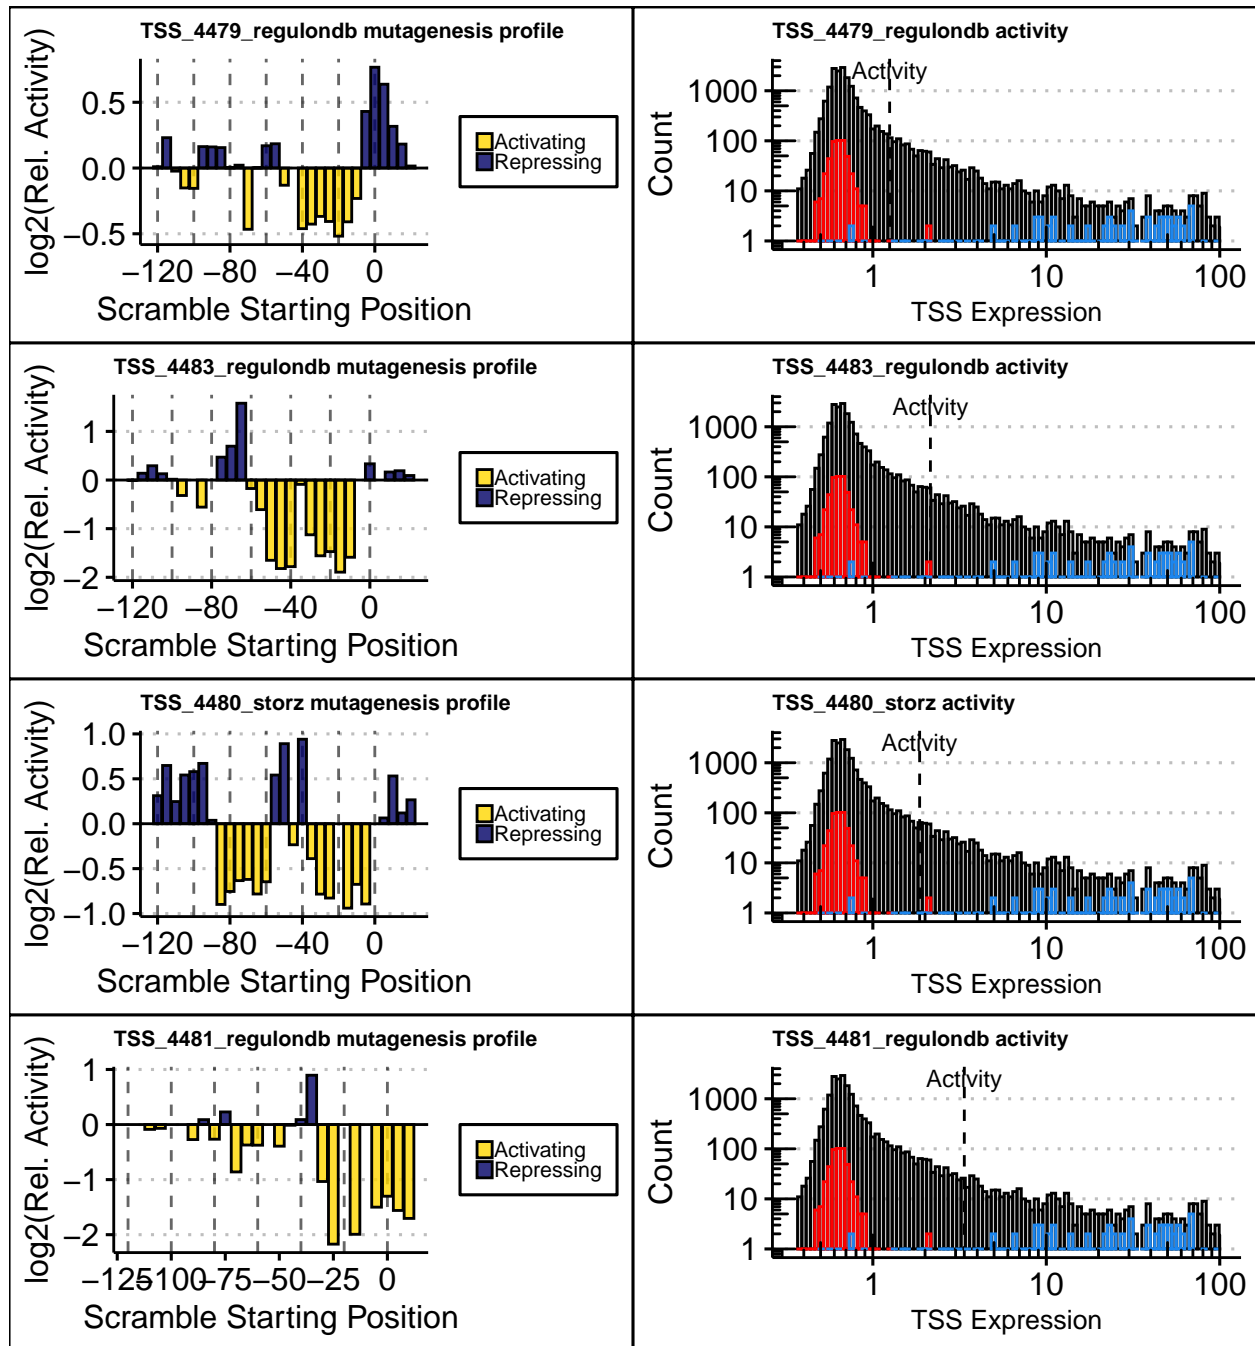 TSS_4479_regulondb mutagenesis profile
log2(Rel. Activity)
0.5
0.0
−0.5
−120 −80 −40 0
Scramble Starting Position
Activating
Repressing
TSS_4479_regulondb activity
Activity
Count
1000
100
10
1
1 10 100
TSS Expression
TSS_4483_regulondb mutagenesis profile
log2(Rel. Activity)
1
0
−1
−2
−120 −80 −40 0
Scramble Starting Position
Activating
Repressing
TSS_4483_regulondb activity
Activity
Count
1000
100
10
1
1 10 100
TSS Expression
TSS_4480_storz mutagenesis profile
log2(Rel. Activity)
1.0
0.5
0.0
−0.5
−1.0
−120 −80 −40 0
Scramble Starting Position
Activating
Repressing
TSS_4480_storz activity
Activity
Count
1000
100
10
1
1 10 100
TSS Expression
TSS_4481_regulondb mutagenesis profile
log2(Rel. Activity)
1
0
−1
−2
−125 −100 −75 −50 −25 0
Scramble Starting Position
Activating
Repressing
TSS_4481_regulondb activity
Activity
Count
1000
100
10
1
1 10 100
TSS Expression